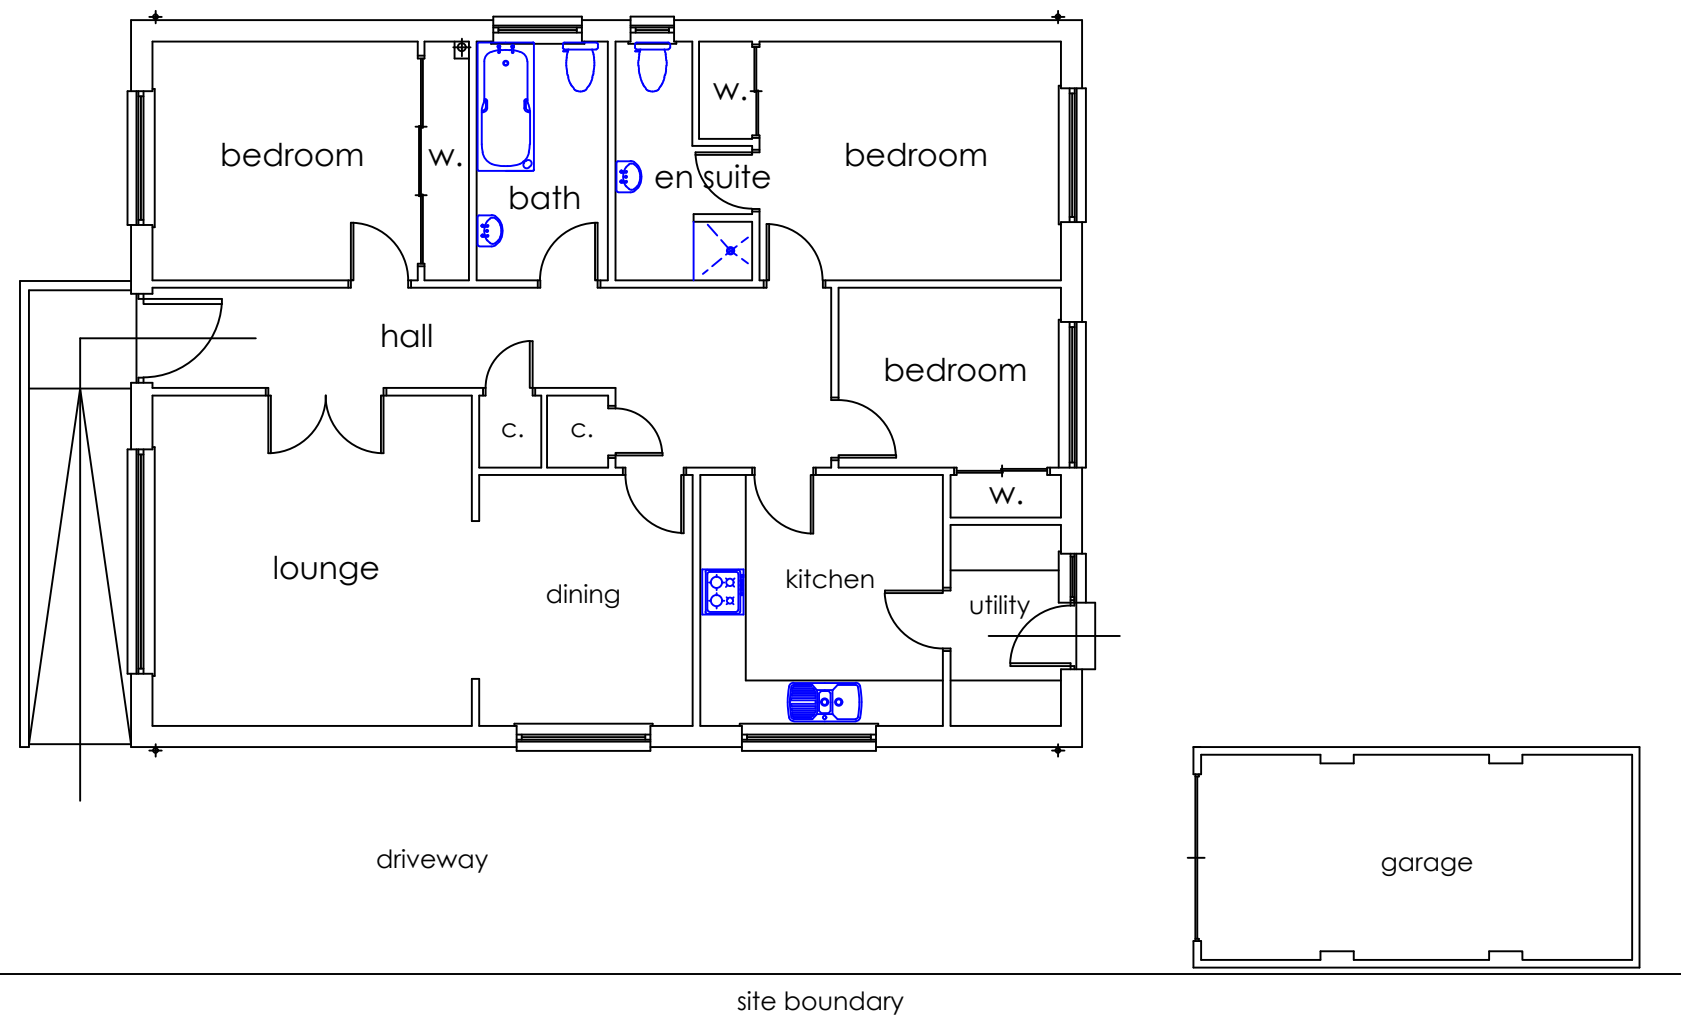 w.
bedroom
w.
bath
en suite
bedroom
hall
bedroom
c.
c.
w.
lounge
dining
kitchen
utility
driveway
garage
site boundary